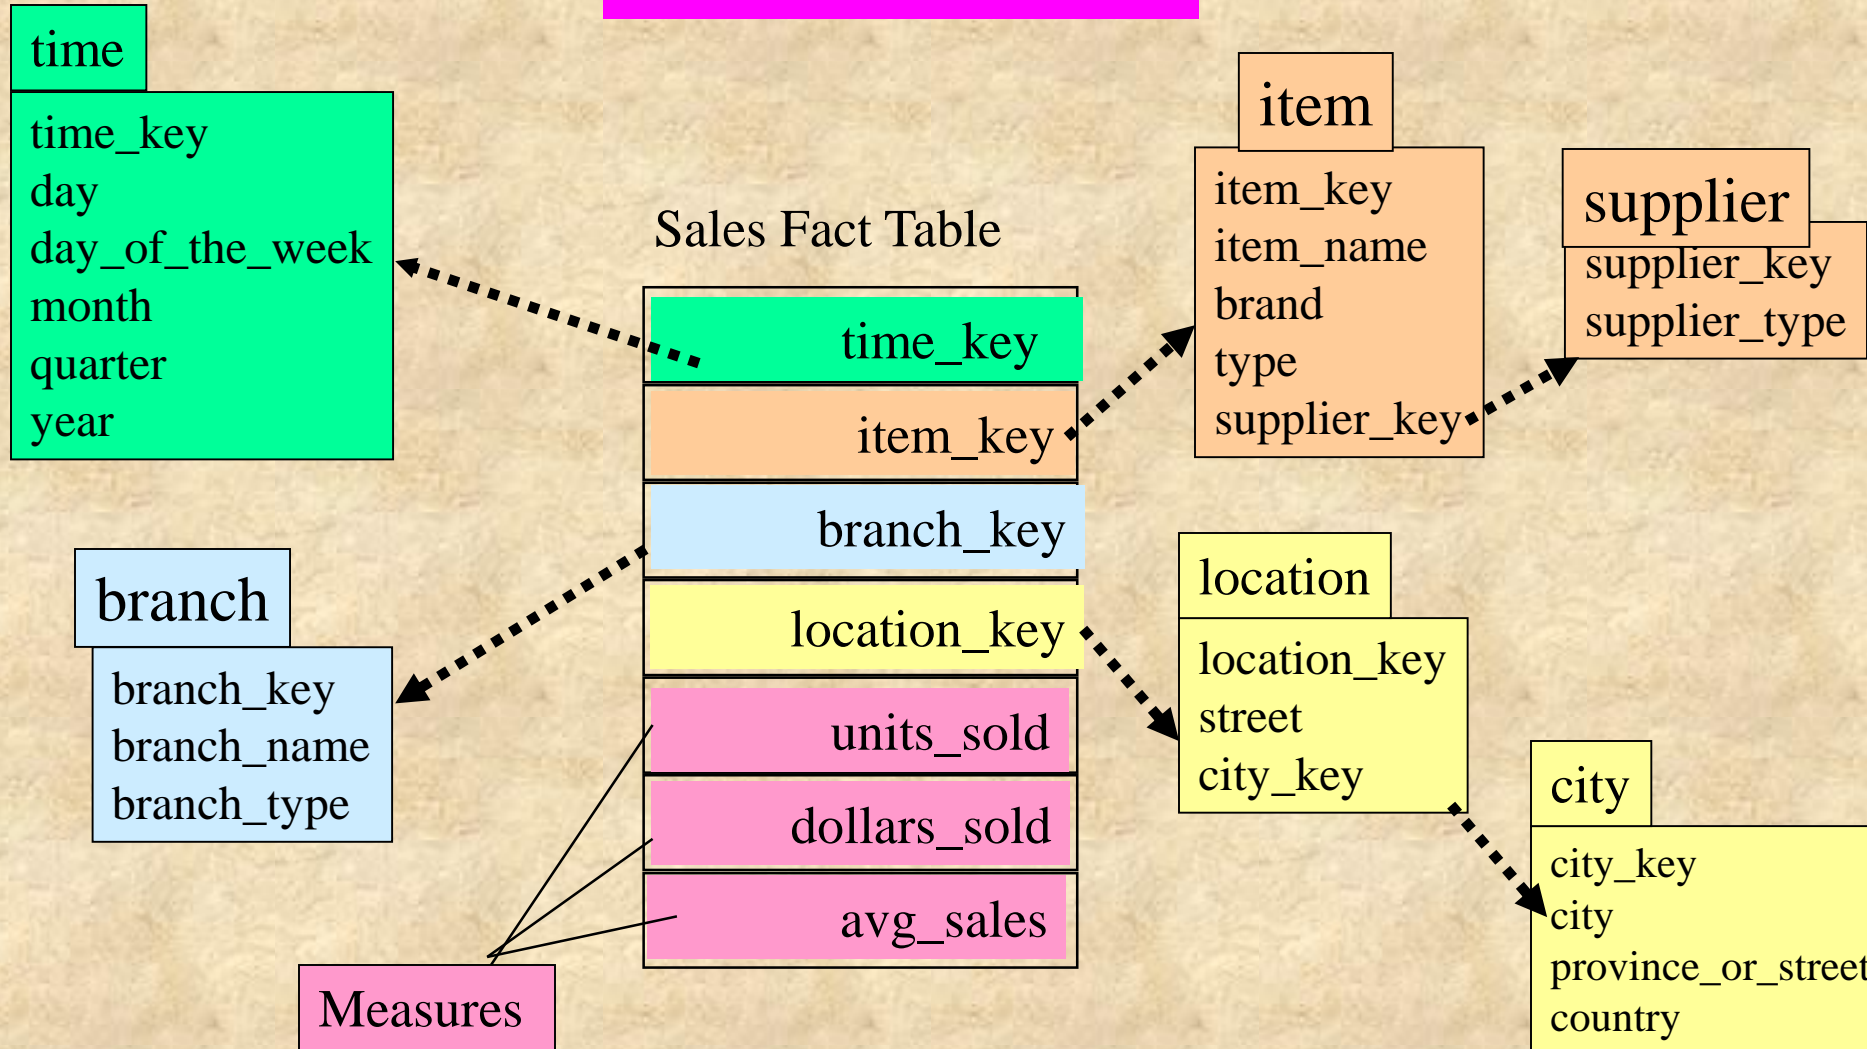 time
time_key
day
day_of_the_week
month
quarter
year
Sales Fact Table
time_key
item_key
branch_key
location_key
units_sold
dollars_sold
avg_sales
Measures
branch
branch_key
branch_name
branch_type
item
item_key
item_name
brand
type
supplier_key
supplier
supplier_key
supplier_type
location
location_key
street
city_key
city
city_key
city
province_or_street
country